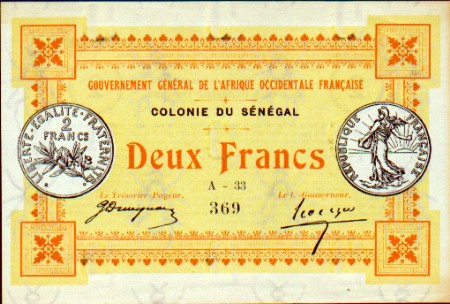 GOUVERNEMENT GÉNÉRAL DE L'AFRIQUE OCCIDENTALE FRANÇAISE
COLONIE DU SÉNÉGAL
LIBERTÉ·ÉGALITÉ·FRATERNITÉ
2
FRANCS
RÉPUBLIQUE FRANÇAISE
Deux Francs
A - 33
Le Trésorier-Payeur,
Le L-Gouverneur,
369